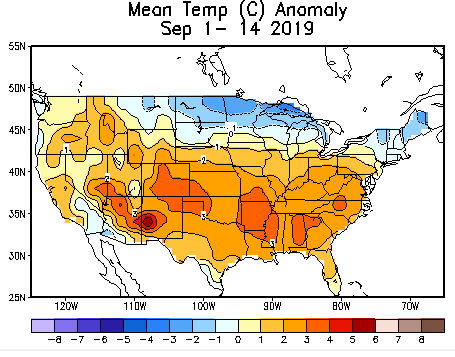 Mean Temp (C) Anomaly
Sep 1- 14 2019
55N
50N
45N
40N
35N
30N
25N
120W 110W 100W 90W 80W 70W
-8 -7 -6 -5 -4 -3 -2 -1 0 1 2 3 4 5 6 7 8